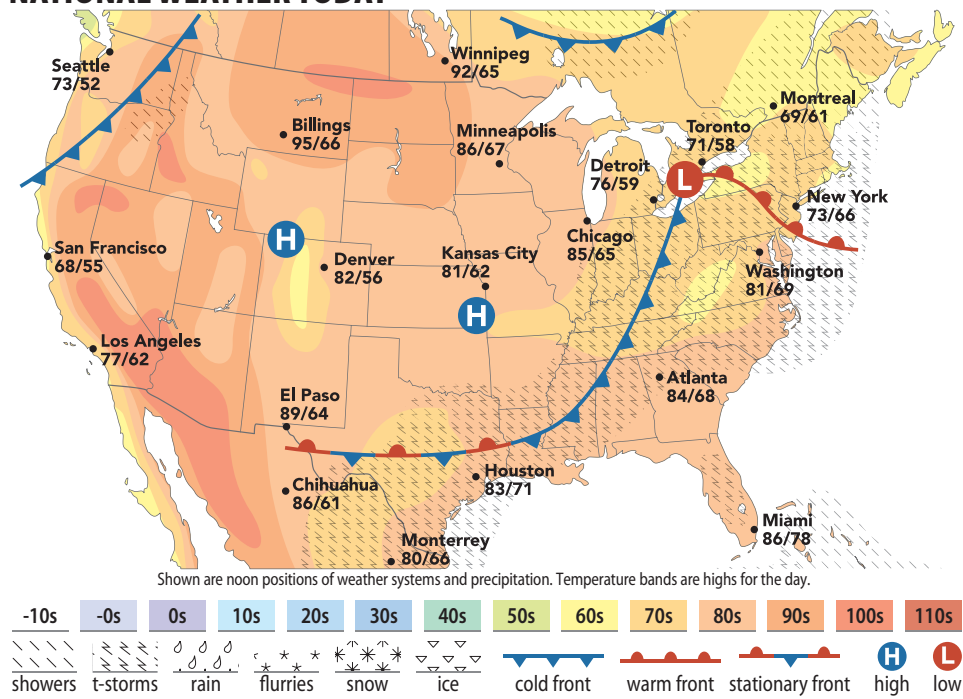 NATIONAL WEATHER TODAY
Seattle
73/52
Winnipeg
92/65
Billings
95/66
Minneapolis
86/67
Montreal
69/61
Toronto
71/58
Detroit
76/59
L
New York
73/66
San Francisco
68/55
H
Denver
82/56
Kansas City
81/62
Chicago
85/65
Washington
81/69
H
Los Angeles
77/62
El Paso
89/64
Atlanta
84/68
Chihuahua
86/61
Houston
83/71
Monterrey
80/66
Miami
86/78
Shown are noon positions of weather systems and precipitation. Temperature bands are highs for the day.
-10s -0s 0s 10s 20s 30s 40s 50s 60s 70s 80s 90s 100s 110s
H L
showers t-storms rain flurries snow ice cold front warm front stationary front high low